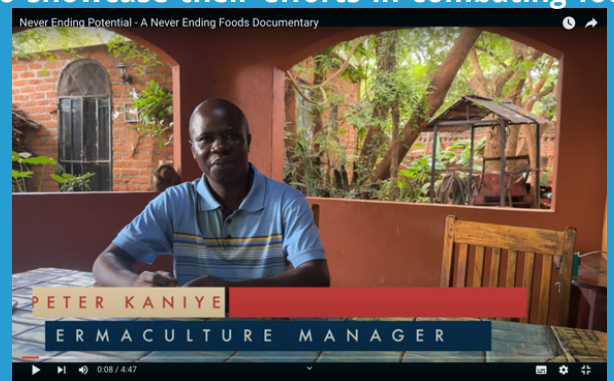 o showcase their efforts in combating foo
Never Ending Potential - A Never Ending Foods Documentary
PETER KANIYE
ERMACULTURE MANAGER
0:08 / 4:47